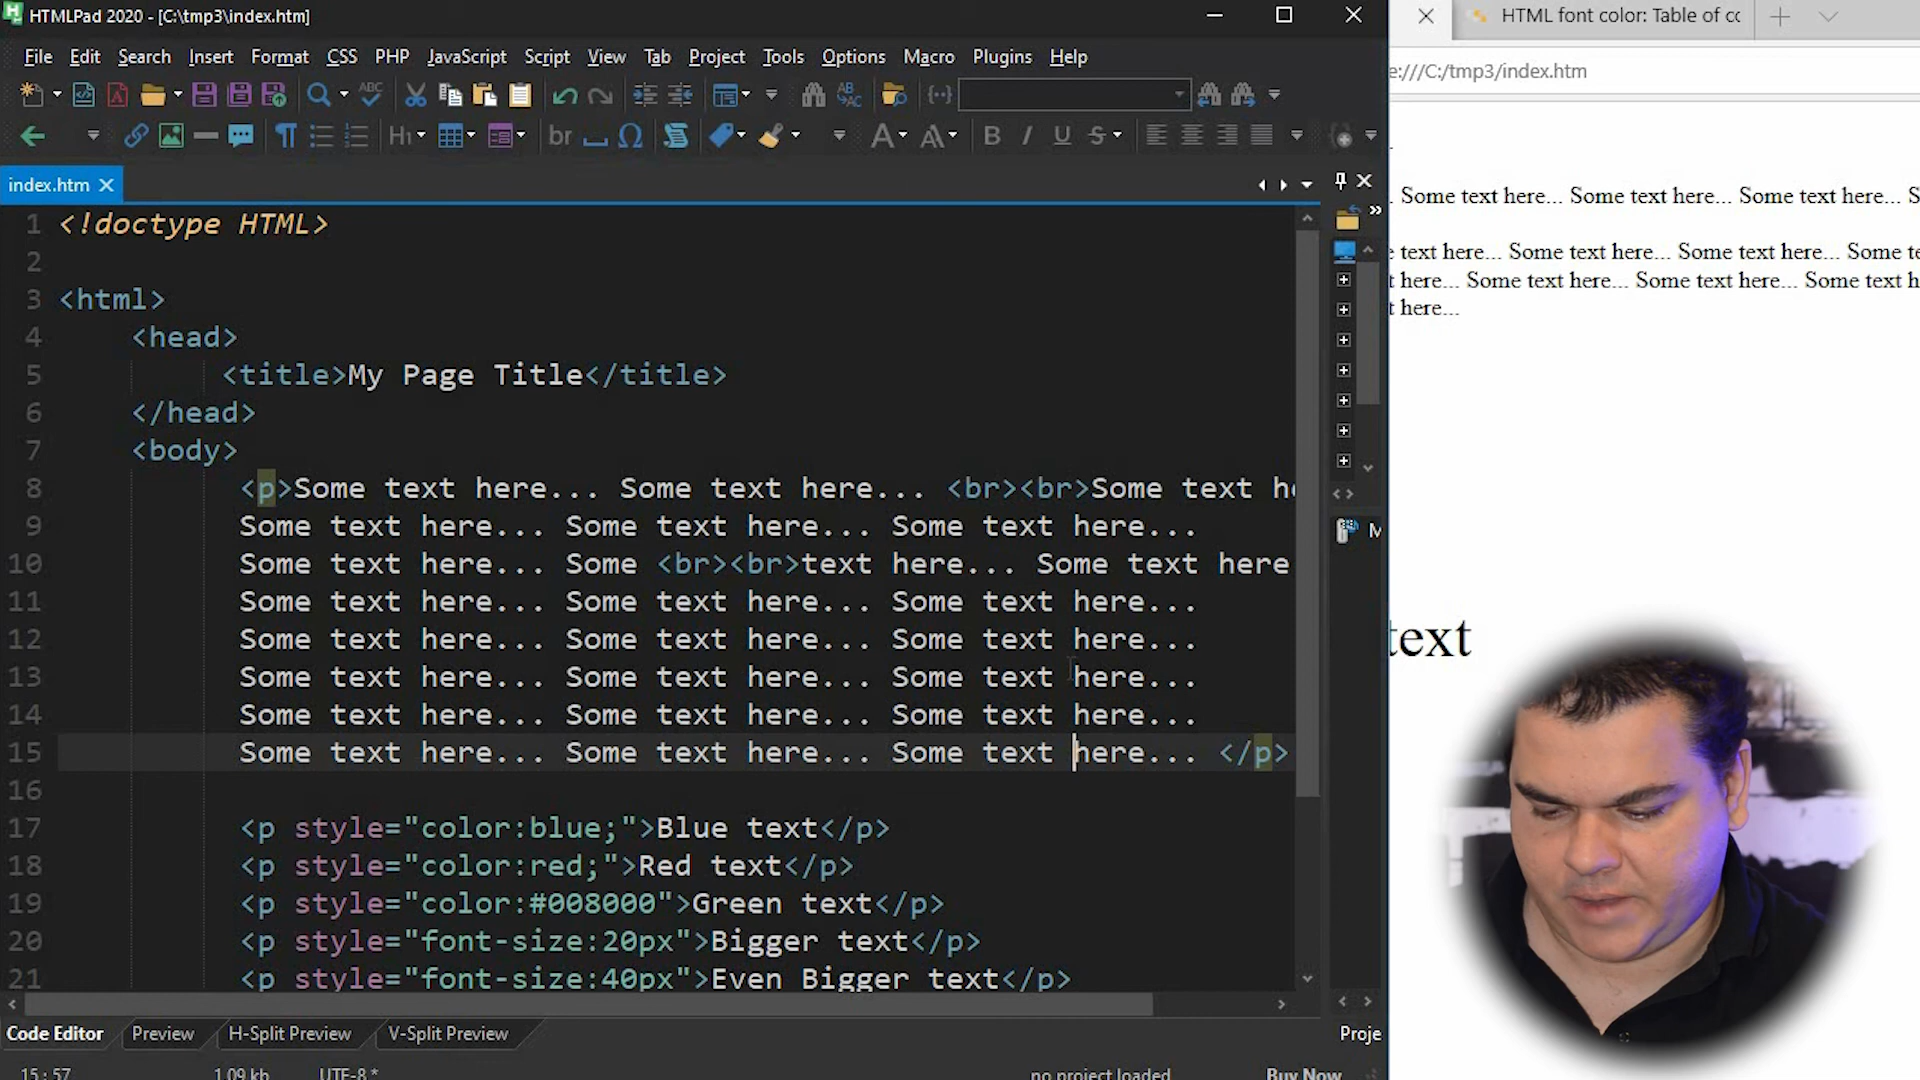 HTMLPad 2020 - [C:\tmp3\index.htm]
HTML font color: Table of cc
File Edit Search Insert Format CSS PHP JavaScript Script View Tab Project Tools Options Macro Plugins Help
e:///C:/tmp3/index.htm
ABC
H1 br A A B I U S
index.htm
1 <!doctype HTML>
2
3 <html>
4 <head>
5 <title>My Page Title</title>
6 </head>
7 <body>
8 <p>Some text here... Some text here... <br><br>Some text he
9 Some text here... Some text here... Some text here...
10 Some text here... Some <br><br>text here... Some text here
11 Some text here... Some text here... Some text here...
12 Some text here... Some text here... Some text here...
13 Some text here... Some text here... Some text here...
14 Some text here... Some text here... Some text here...
15 Some text here... Some text here... Some text here... </p>
16
17 <p style="color:blue;">Blue text</p>
18 <p style="color:red;">Red text</p>
19 <p style="color:#008000">Green text</p>
20 <p style="font-size:20px">Bigger text</p>
21 <p style="font-size:40px">Even Bigger text</p>
M
Some text here... Some text here... Some text here... S
e text here... Some text here... Some text here... Some te
t here... Some text here... Some text here... Some text h
t here...
text
Code Editor Preview H-Split Preview V-Split Preview
Proje
15 : 57 1.09 kb UTF-8 * no project loaded Buy Now